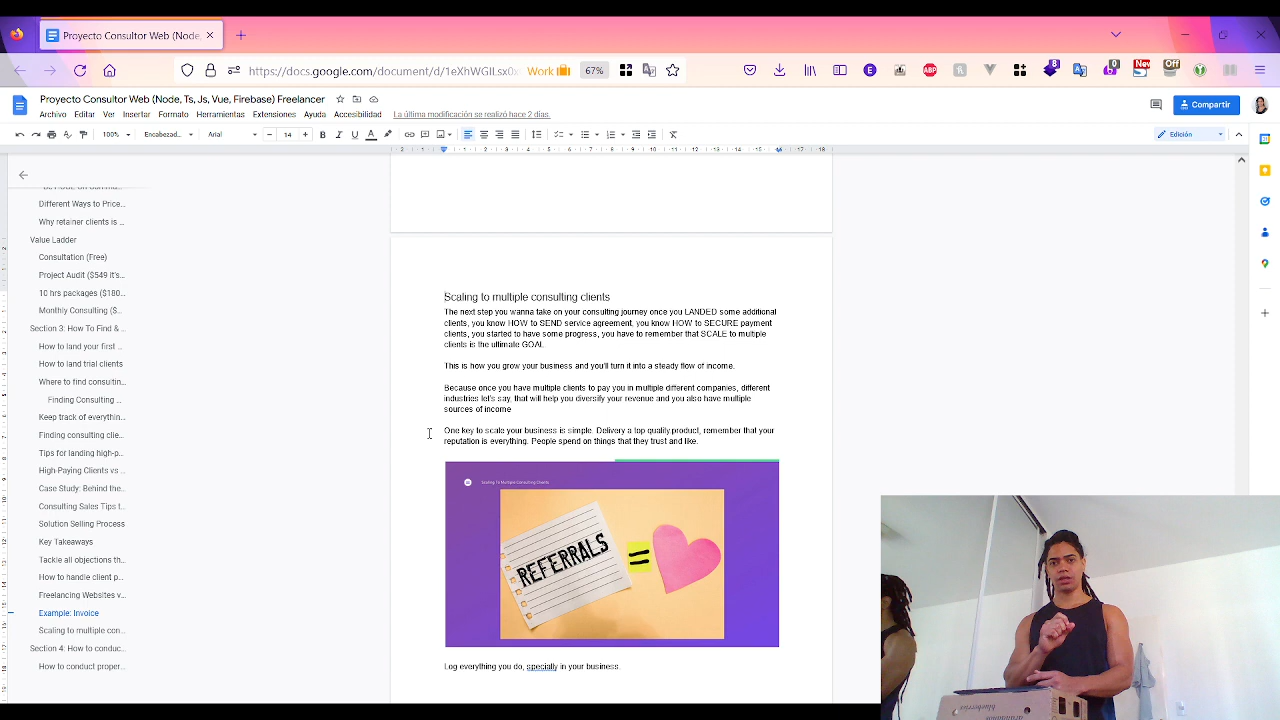 Proyecto Consultor Web (Node,
https://docs.google.com/document/d/1eXhWGILsx0x
Work
67%
8
New
Off
0
ABP
Proyecto Consultor Web (Node, Ts, Js, Vue, Firebase) Freelancer
Archivo Editar Ver Insertar Formato Herramientas Extensiones Ayuda Accesibilidad La última modificación se realizó hace 2 días.
Compartir
100% Encabezad... Arial 14
Edición
Different Ways to Price...
Why retainer clients is ...
Value Ladder
Consultation (Free)
Project Audit ($549 it's...
10 hrs packages ($180...
Monthly Consulting ($...
Section 3: How To Find & ...
How to land your first ...
How to land trial clients
Where to find consultin...
Finding Consulting ...
Keep track of everythin...
Finding consulting clie...
Tips for landing high-p...
High-Paying Clients vs ...
Case Study: Behind the...
Consulting Sales Tips t...
Solution Selling Process
Key Takeaways
Tackle all objections th...
How to handle client p...
Freelancing Websites v...
Example: Invoice
Scaling to multiple con...
Section 4: How to conduc...
How to conduct proper...
Scaling to multiple consulting clients
The next step you wanna take on your consulting journey once you LANDED some additional
clients, you know HOW to SEND service agreement, you know HOW to SECURE payment
clients, you started to have some progress, you have to remember that SCALE to multiple
clients is the ultimate GOAL
This is how you grow your business and you'll turn it into a steady flow of income.
Because once you have multiple clients to pay you in multiple different companies, different
industries let's say, that will help you diversify your revenue and you also have multiple
sources of income
One key to scale your business is simple. Delivery a top quality product, remember that your
reputation is everything. People spend on things that they trust and like.
Scaling To Multiple Consulting Clients
REFERRALS =
Log everything you do, specially in your business.